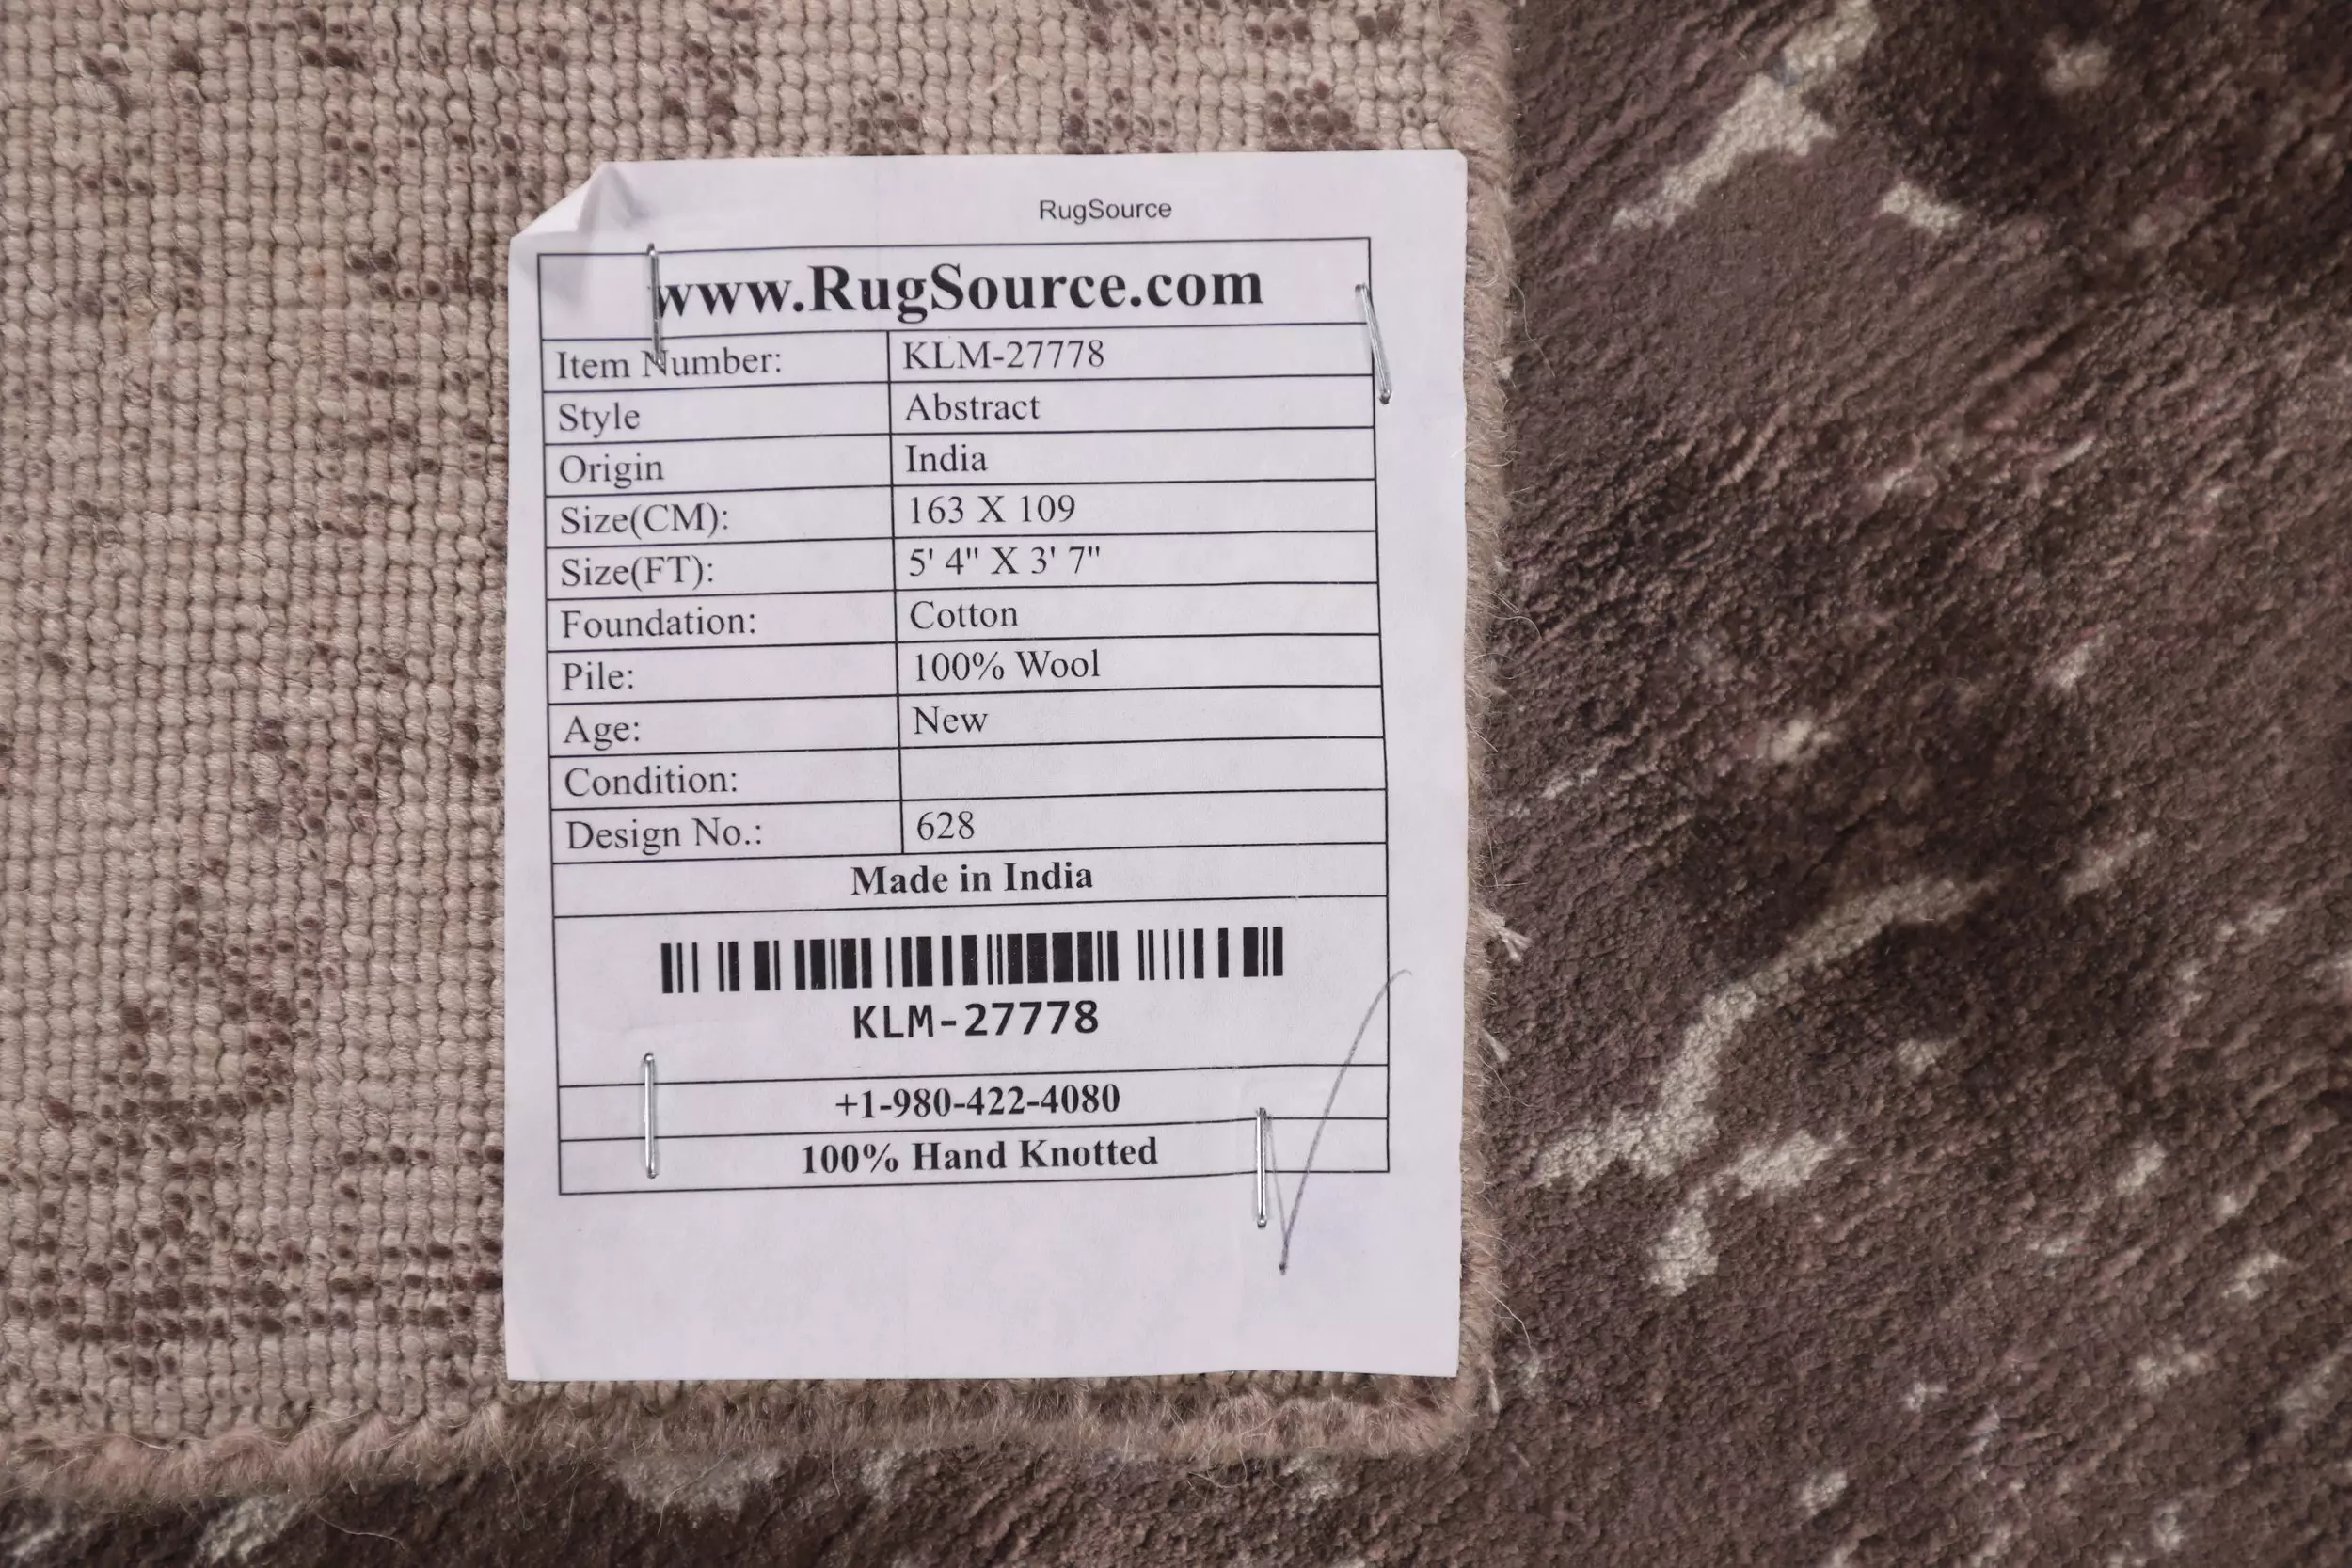 RugSource
www.RugSource.com
Item Number: KLM-27778
Style Abstract
Origin India
Size(CM): 163 X 109
Size(FT): 5' 4" X 3' 7"
Foundation: Cotton
Pile: 100% Wool
Age: New
Condition:
Design No.: 628
Made in India
KLM-27778
+1-980-422-4080
100% Hand Knotted